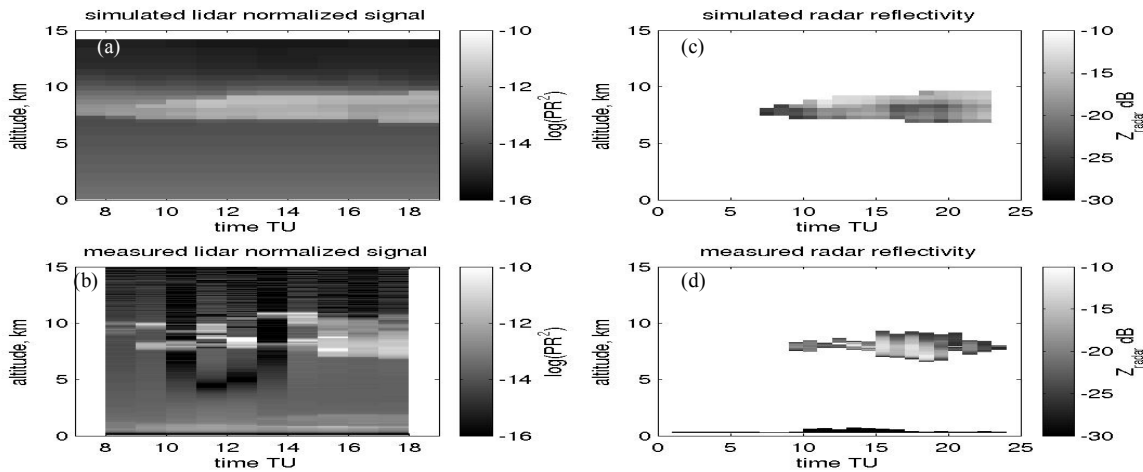 simulated lidar normalized signal
(a)
15
10
5
0
altitude, km
8 10 12 14 16 18
time TU
-10
-12
-14
-16
log(PR²)
simulated radar reflectivity
(c)
15
10
5
0
altitude, km
0 5 10 15 20 25
time TU
-10
-15
-20
-25
-30
Z_radar dB
measured lidar normalized signal
(b)
15
10
5
0
altitude, km
8 10 12 14 16 18
time TU
-10
-12
-14
-16
log(PR²)
measured radar reflectivity
(d)
15
10
5
0
altitude, km
0 5 10 15 20 25
time TU
-10
-15
-20
-25
-30
Z_radar dB